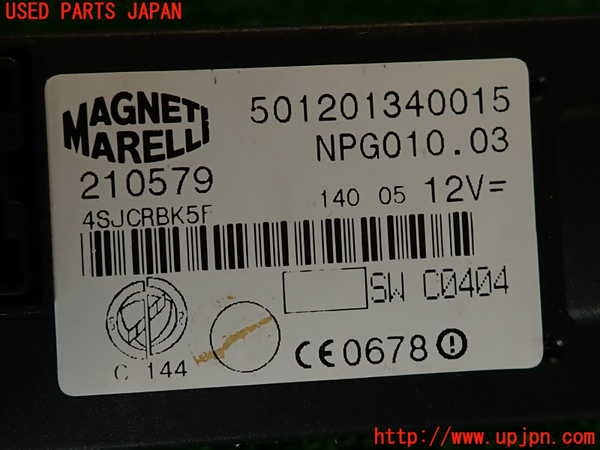 USED PARTS JAPAN
MAGNETI MARELLI
501201340015
NPG010.03
210579
140 05 12V
4SJCRBK5F
SW C0404
C 144
CE0678
http://www.upjpn.com/